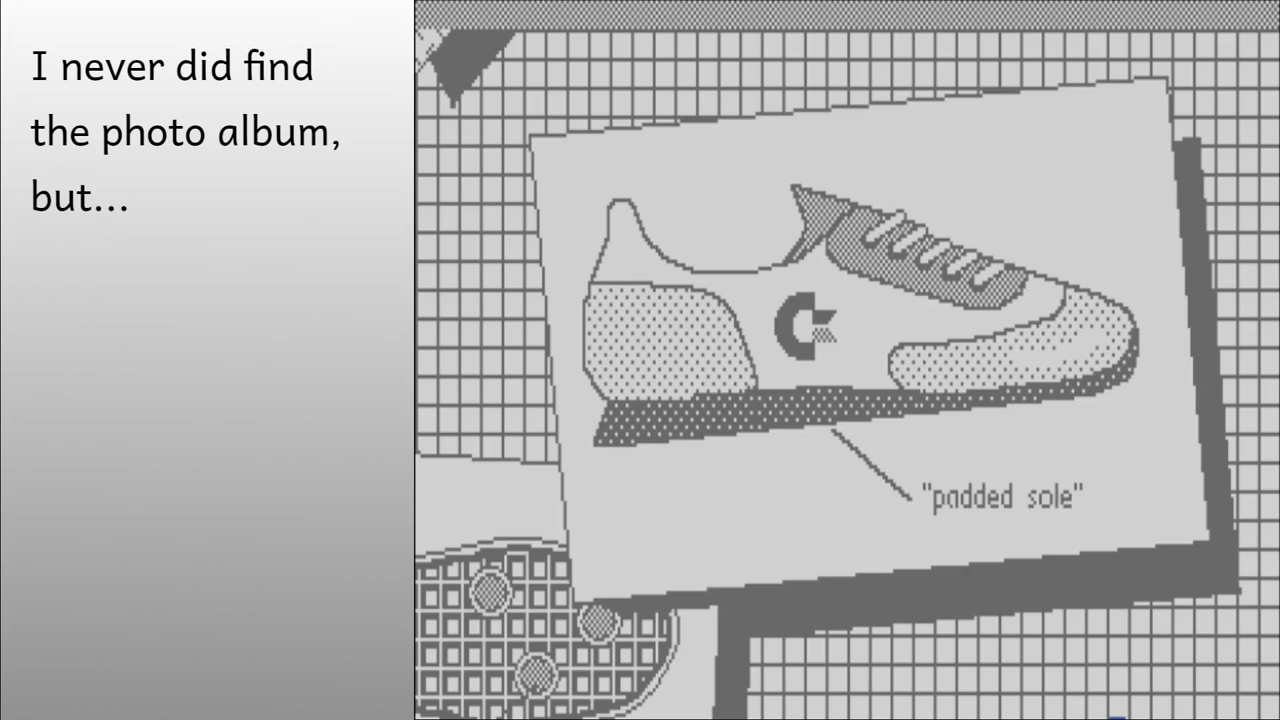 I never did find
the photo album,
but...
"padded sole"